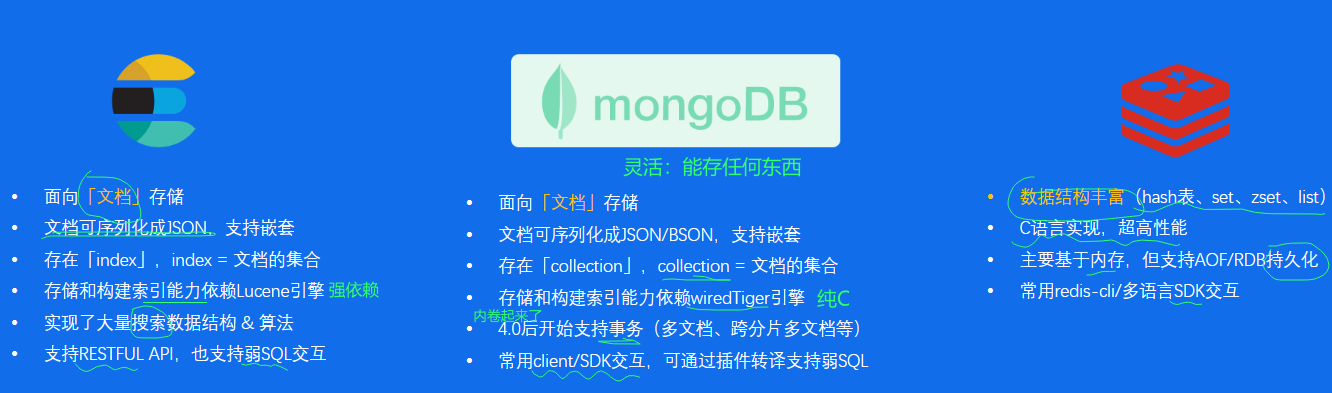 面向「文档」存储
文档可序列化成JSON，支持嵌套
存在「index」，index = 文档的集合
存储和构建索引能力依赖Lucene引擎 强依赖
实现了大量搜索数据结构 & 算法
支持RESTFUL API，也支持弱SQL交互
mongoDB
灵活：能存任何东西
面向「文档」存储
文档可序列化成JSON/BSON，支持嵌套
存在「collection」，collection = 文档的集合
存储和构建索引能力依赖wiredTiger引擎 纯C
内卷起来了
4.0后开始支持事务（多文档、跨分片多文档等）
常用client/SDK交互，可通过插件转译支持弱SQL
数据结构丰富（hash表、set、zset、list）
C语言实现，超高性能
主要基于内存，但支持AOF/RDB持久化
常用redis-cli/多语言SDK交互